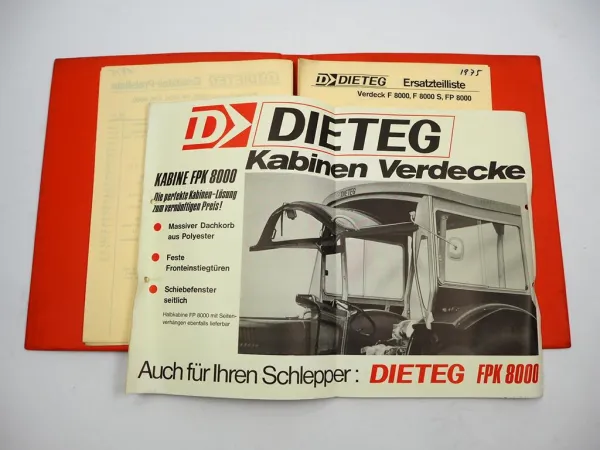 DIETEG Ersatzteilliste
1975
Verdeck F 8000, F 8000 S, FP 8000
D DIETEG
Kabinen Verdecke
KABINE FPK 8000
Die perfekte Kabinen-Lösung
zum vernünftigen Preis!
Massiver Dachkorb
aus Polyester
Feste
Fronteinstiegtüren
Schiebefenster
seitlich
Halbkabine FP 8000 mit Seiten-
verhängen ebenfalls lieferbar
DIETEG
Auch für Ihren Schlepper: DIETEG FPK 8000